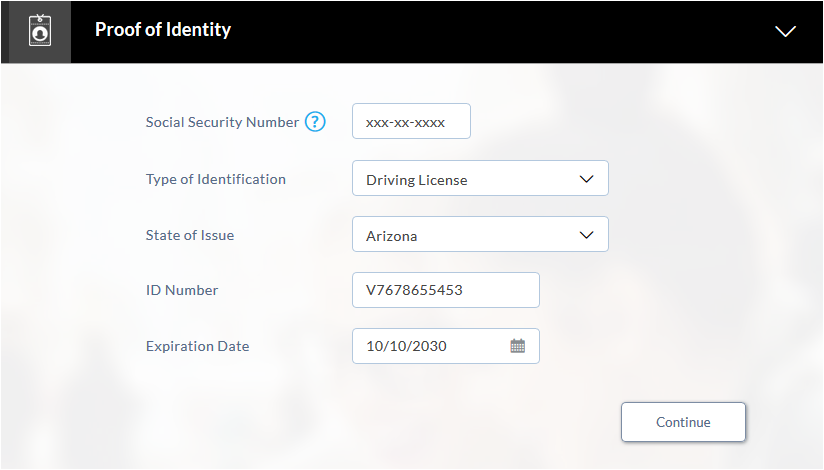 Proof of Identity
Social Security Number ? xxx-xx-xxxx
Type of Identification Driving License
State of Issue Arizona
ID Number V7678655453
Expiration Date 10/10/2030
Continue